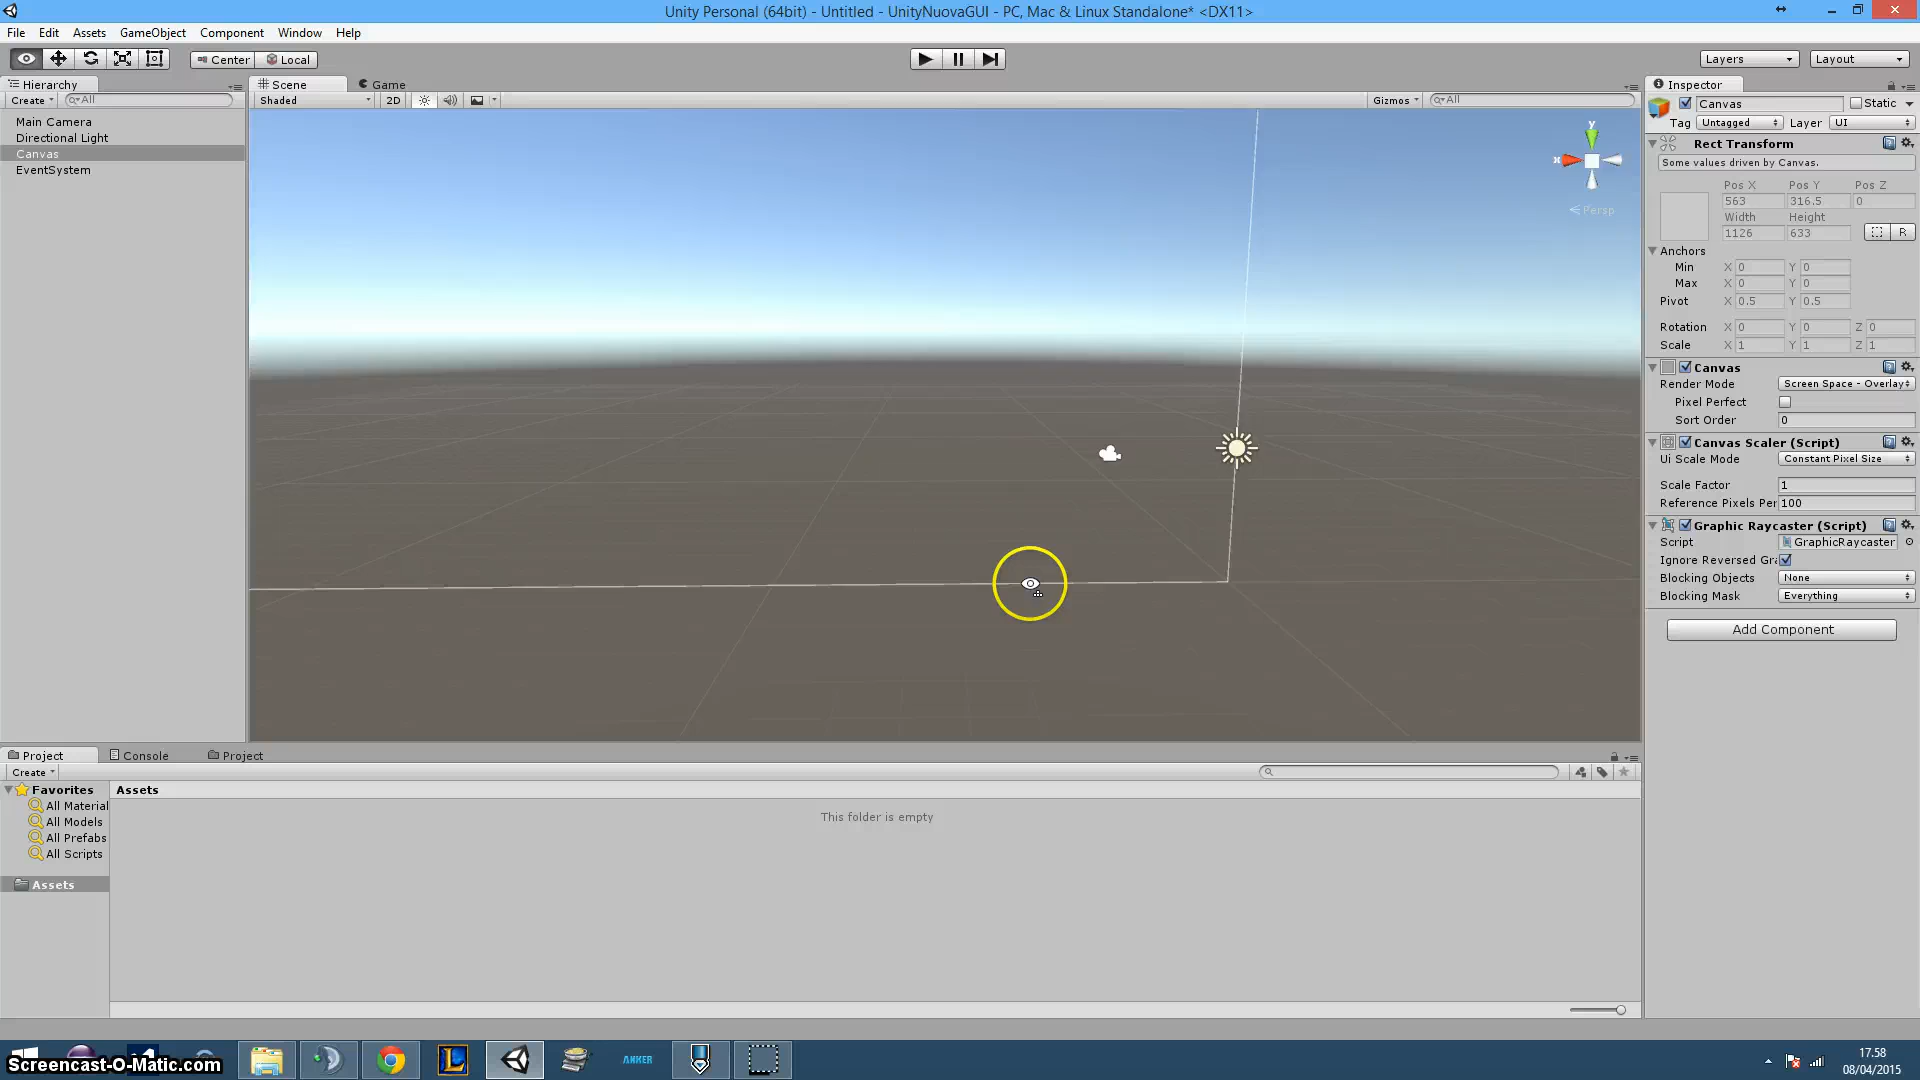 Unity Personal (64bit) - Untitled - UnityNuovaGUI - PC, Mac & Linux Standalone* <DX11>
File Edit Assets GameObject Component Window Help
Center Local Layers Layout
Hierarchy
Create All
Main Camera
Directional Light
Canvas
EventSystem
Scene Game
Shaded 2D Gizmos All
y
x
Persp
Inspector
Canvas Static
Tag Untagged Layer UI
Rect Transform
Some values driven by Canvas.
Pos X Pos Y Pos Z
563 316.5 0
Width Height
1126 633 R
Anchors
Min X 0 Y 0
Max X 0 Y 0
Pivot X 0.5 Y 0.5
Rotation X 0 Y 0 Z 0
Scale X 1 Y 1 Z 1
Canvas
Render Mode Screen Space - Overlay
Pixel Perfect
Sort Order 0
Canvas Scaler (Script)
Ui Scale Mode Constant Pixel Size
Scale Factor 1
Reference Pixels Per 100
Graphic Raycaster (Script)
Script GraphicRaycaster
Ignore Reversed Gra
Blocking Objects None
Blocking Mask Everything
Add Component
Project Console Project
Create
Favorites
All Material
All Models
All Prefabs
All Scripts
Assets
Assets
This folder is empty
Screencast-O-Matic.com
L
ANKER
17.58
08/04/2015